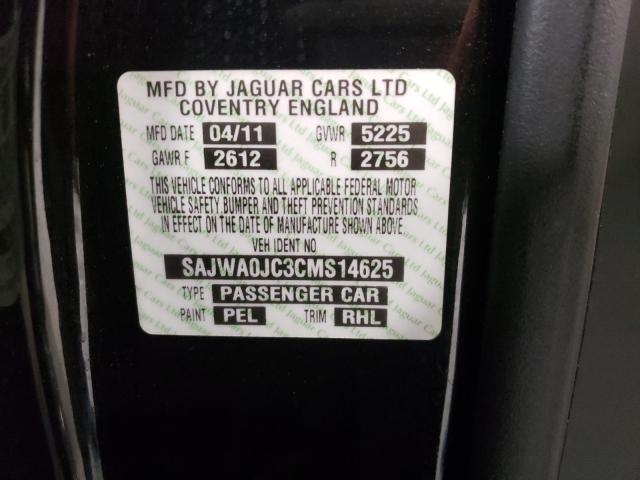 MFD BY JAGUAR CARS LTD
COVENTRY ENGLAND
MFD DATE 04/11 GVWR 5225
GAWR F 2612 R 2756
THIS VEHICLE CONFORMS TO ALL APPLICABLE FEDERAL MOTOR
VEHICLE SAFETY, BUMPER AND THEFT PREVENTION STANDARDS
IN EFFECT ON THE DATE OF MANUFACTURE SHOWN ABOVE.
VEH IDENT NO
SAJWA0JC3CMS14625
TYPE PASSENGER CAR
PAINT PEL TRIM RHL